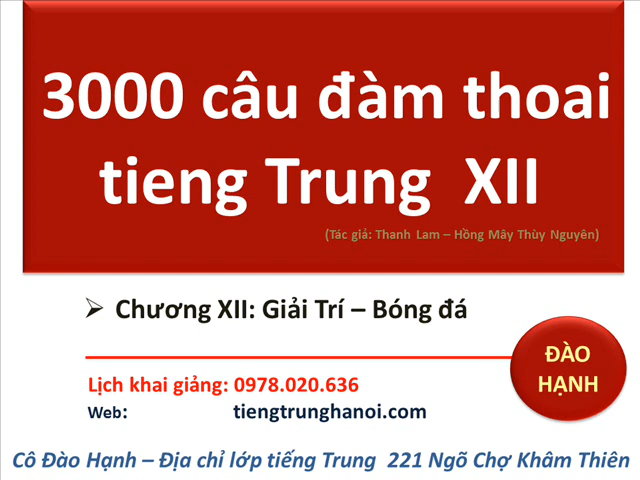 3000 câu đàm thoai
tieng Trung XII
(Tác giả: Thanh Lam – Hồng Mây Thùy Nguyên)
➢ Chương XII: Giải Trí – Bóng đá
ĐÀO
HẠNH
Lịch khai giảng: 0978.020.636
Web: tiengtrunghanoi.com
Cô Đào Hạnh – Địa chỉ lớp tiếng Trung 221 Ngõ Chợ Khâm Thiên